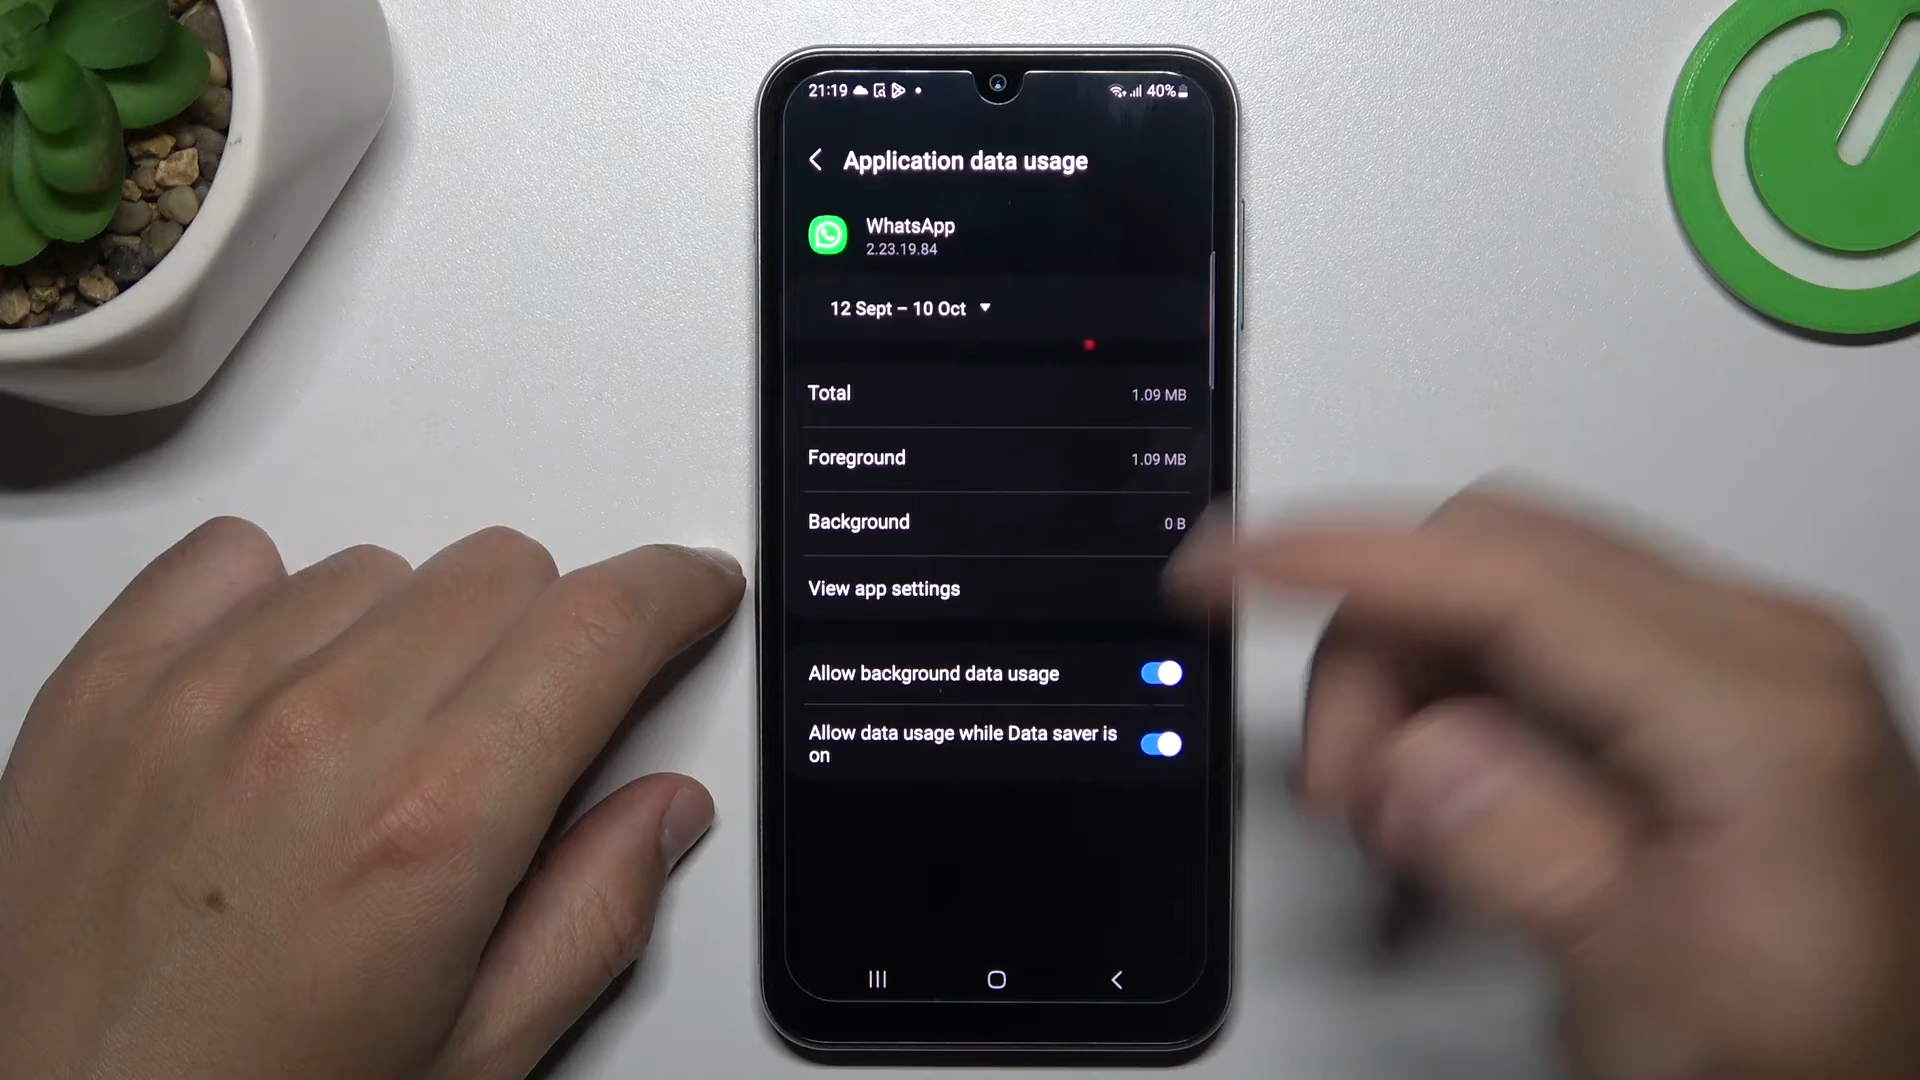 21:19
40%
Application data usage
WhatsApp
2.23.19.84
12 Sept – 10 Oct
Total 1.09 MB
Foreground 1.09 MB
Background 0 B
View app settings
Allow background data usage
Allow data usage while Data saver is
on